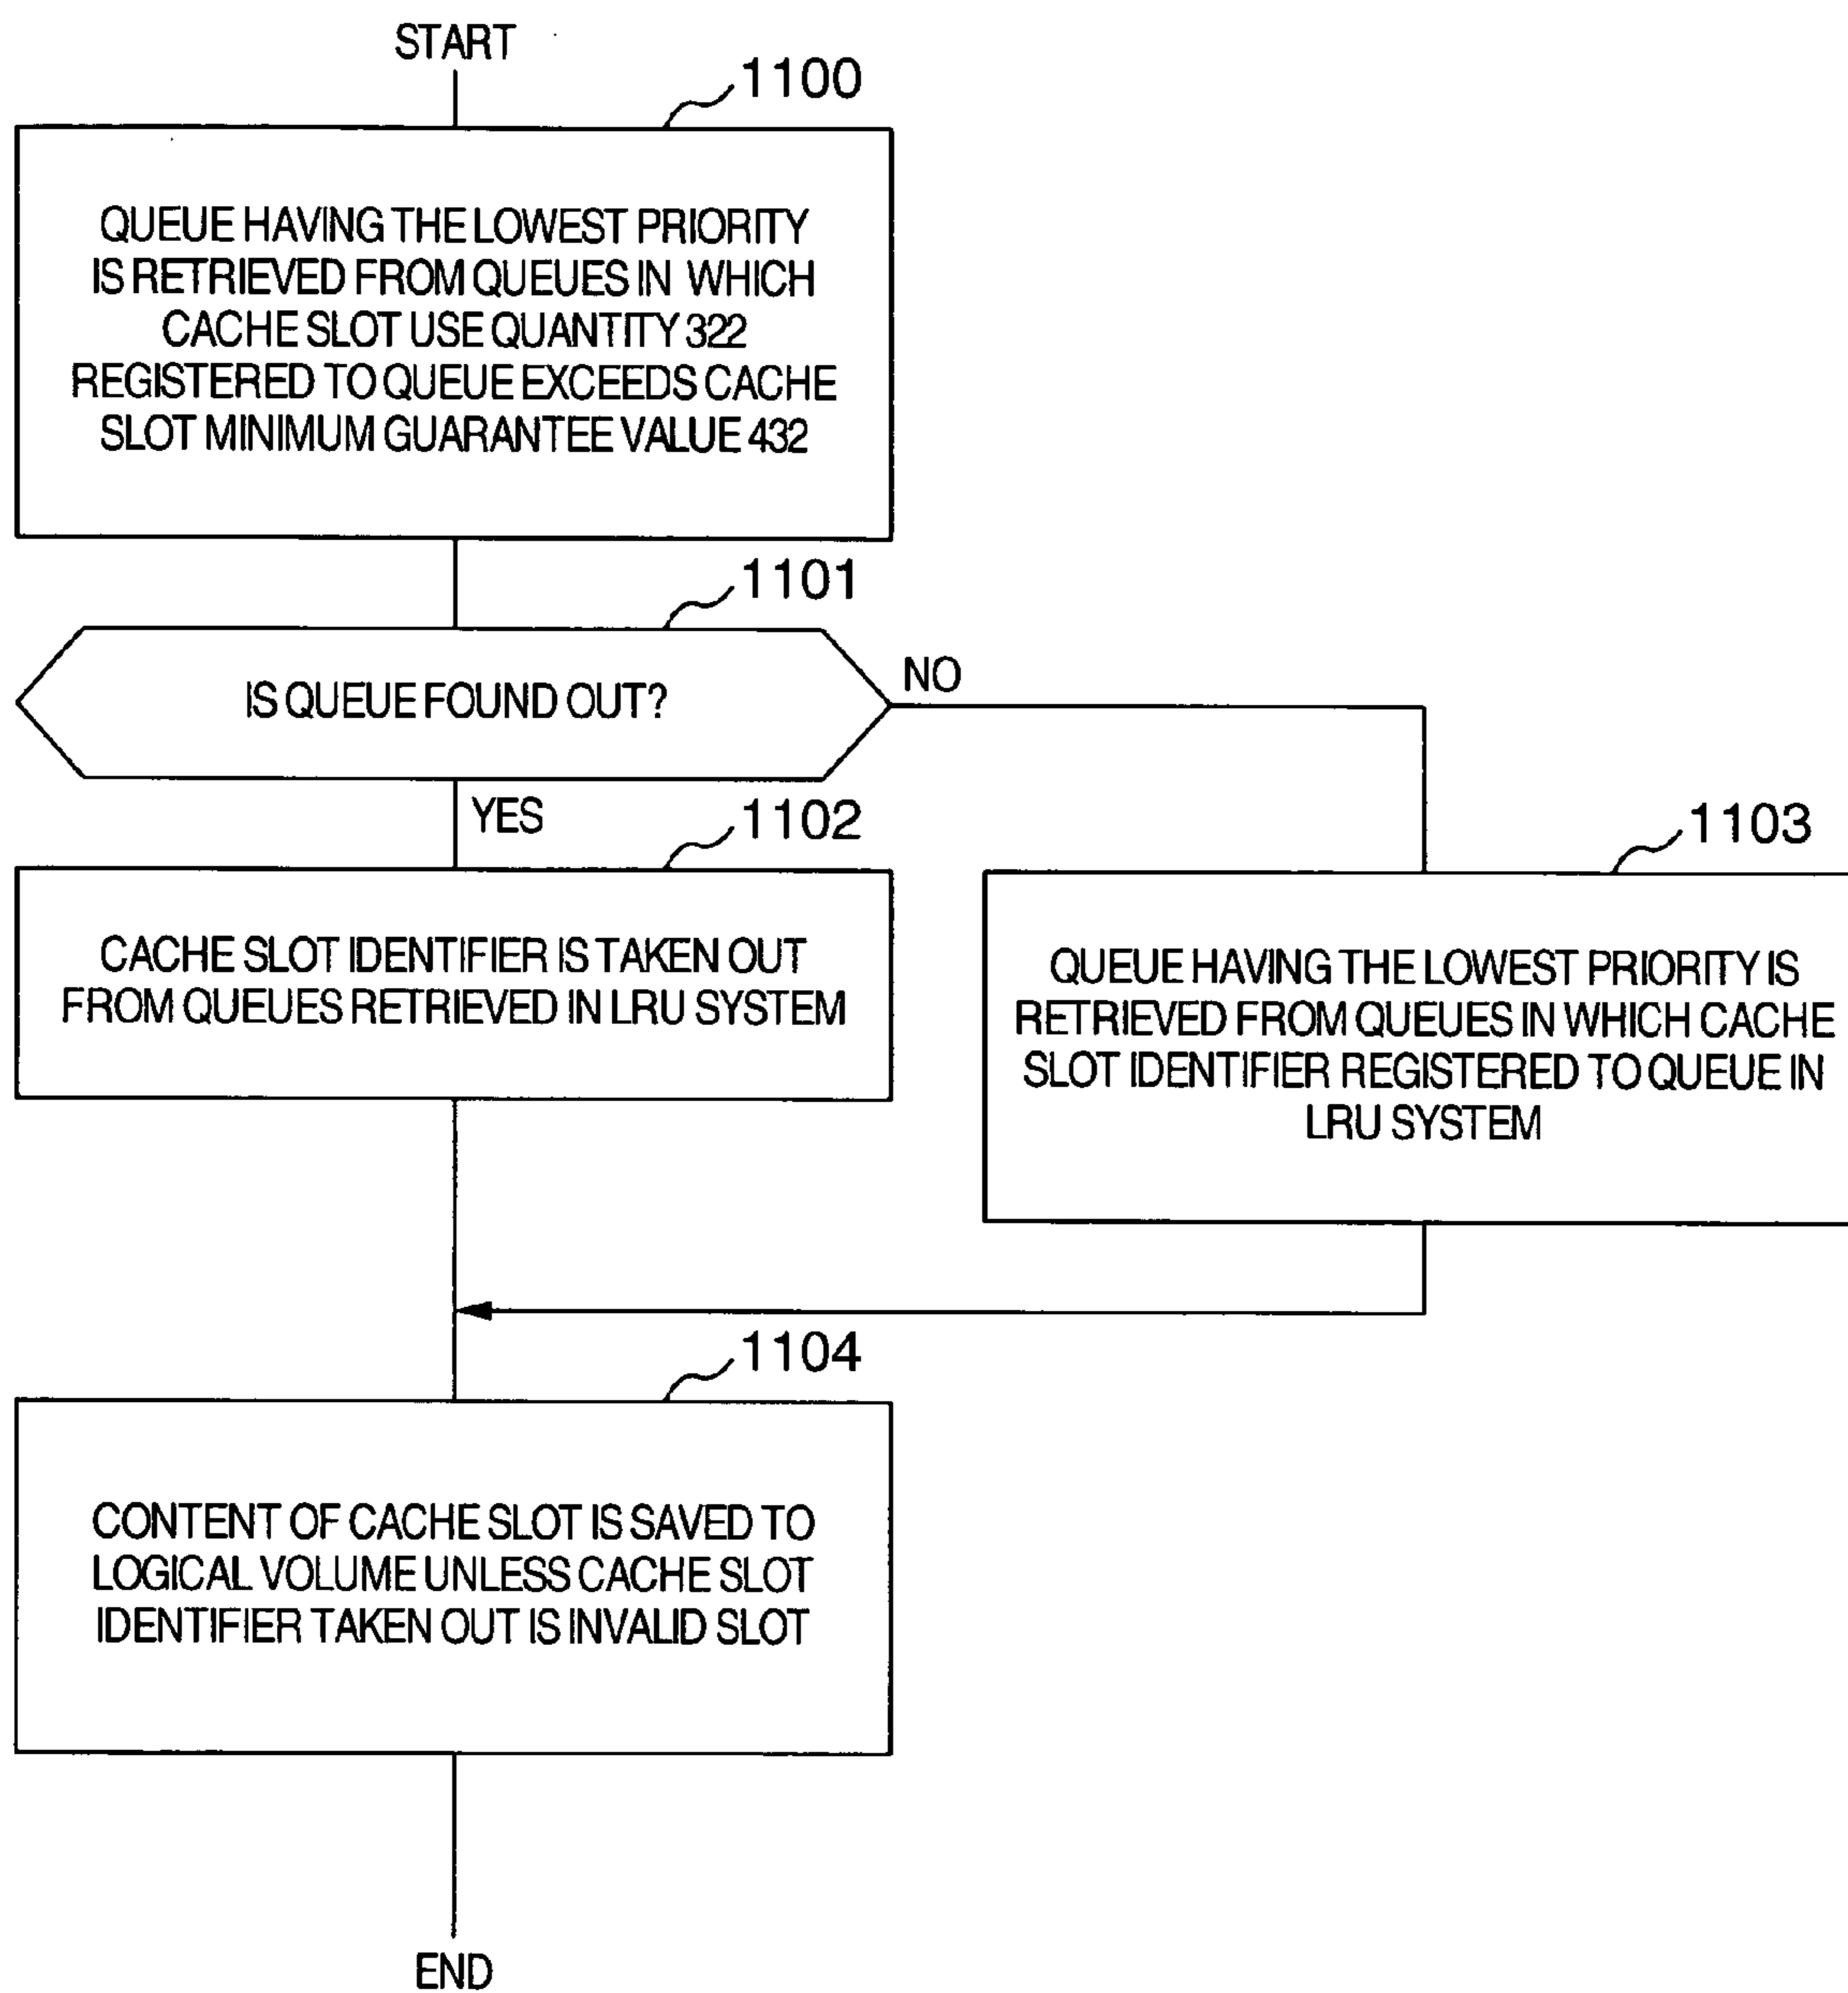 START
1100
QUEUE HAVING THE LOWEST PRIORITY
IS RETRIEVED FROM QUEUES IN WHICH
CACHE SLOT USE QUANTITY 322
REGISTERED TO QUEUE EXCEEDS CACHE
SLOT MINIMUM GUARANTEE VALUE 432
1101
IS QUEUE FOUND OUT?
NO
YES
1102
CACHE SLOT IDENTIFIER IS TAKEN OUT
FROM QUEUES RETRIEVED IN LRU SYSTEM
1103
QUEUE HAVING THE LOWEST PRIORITY IS
RETRIEVED FROM QUEUES IN WHICH CACHE
SLOT IDENTIFIER REGISTERED TO QUEUE IN
LRU SYSTEM
1104
CONTENT OF CACHE SLOT IS SAVED TO
LOGICAL VOLUME UNLESS CACHE SLOT
IDENTIFIER TAKEN OUT IS INVALID SLOT
END